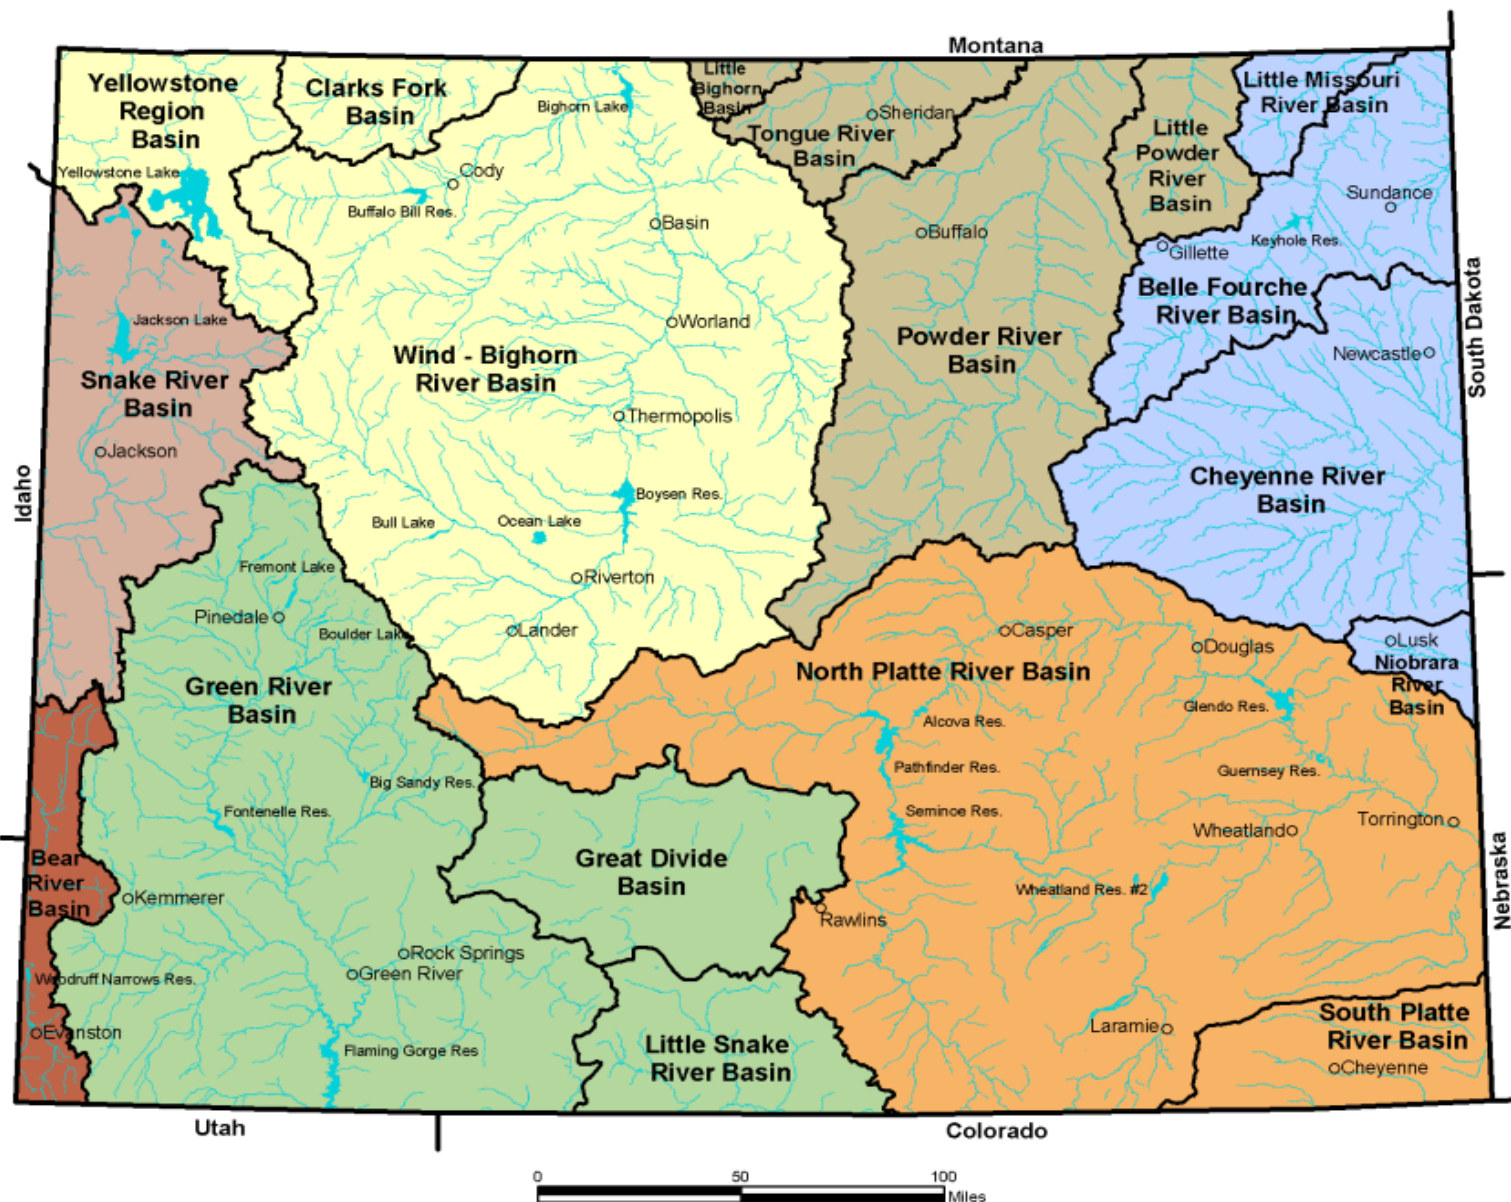 Montana
Yellowstone
Region
Basin
Clarks Fork
Basin
Bighorn Lake
Little
Bighorn
Basin
Sheridan
Tongue River
Basin
Little
Powder
River
Basin
Little Missouri
River Basin
Yellowstone Lake
Cody
Buffalo Bill Res.
Basin
Buffalo
Sundance
Keyhole Res.
Gillette
Belle Fourche
River Basin
South Dakota
Jackson Lake
Worland
Wind - Bighorn
River Basin
Powder River
Basin
Newcastle
Snake River
Basin
Thermopolis
Jackson
Idaho
Cheyenne River
Basin
Boysen Res.
Bull Lake
Ocean Lake
Fremont Lake
Riverton
Pinedale
Boulder Lake
Lander
Casper
Douglas
Lusk
Niobrara
River
Basin
North Platte River Basin
Green River
Basin
Glendo Res.
Alcova Res.
Pathfinder Res.
Guernsey Res.
Big Sandy Res.
Fontenelle Res.
Seminoe Res.
Wheatland
Torrington
Bear
River
Basin
Great Divide
Basin
Kemmerer
Wheatland Res. #2
Rawlins
Nebraska
Rock Springs
Green River
Woodruff Narrows Res.
Evanston
Flaming Gorge Res
Little Snake
River Basin
Laramie
South Platte
River Basin
Cheyenne
Utah
Colorado
0 50 100
Miles